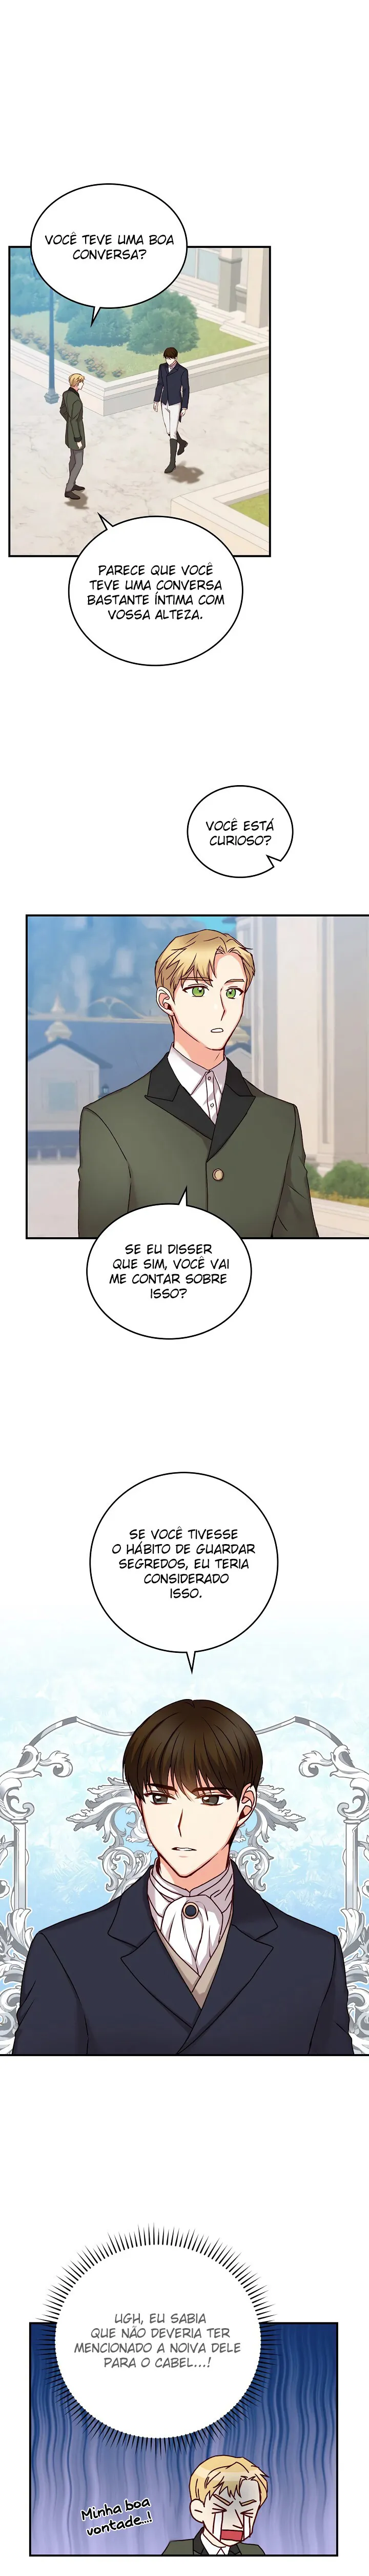 VOCÊ TEVE UMA BOA
CONVERSA?
PARECE QUE VOCÊ
TEVE UMA CONVERSA
BASTANTE ÍNTIMA COM
VOSSA ALTEZA.
VOCÊ ESTÁ
CURIOSO?
SE EU DISSER
QUE SIM, VOCÊ VAI
ME CONTAR SOBRE
ISSO?
SE VOCÊ TIVESSE
O HÁBITO DE GUARDAR
SEGREDOS, EU TERIA
CONSIDERADO
ISSO.
UGH, EU SABIA
QUE NÃO DEVERIA TER
MENCIONADO A NOIVA DELE
PARA O CABEL...!
Minha boa
vontade...!